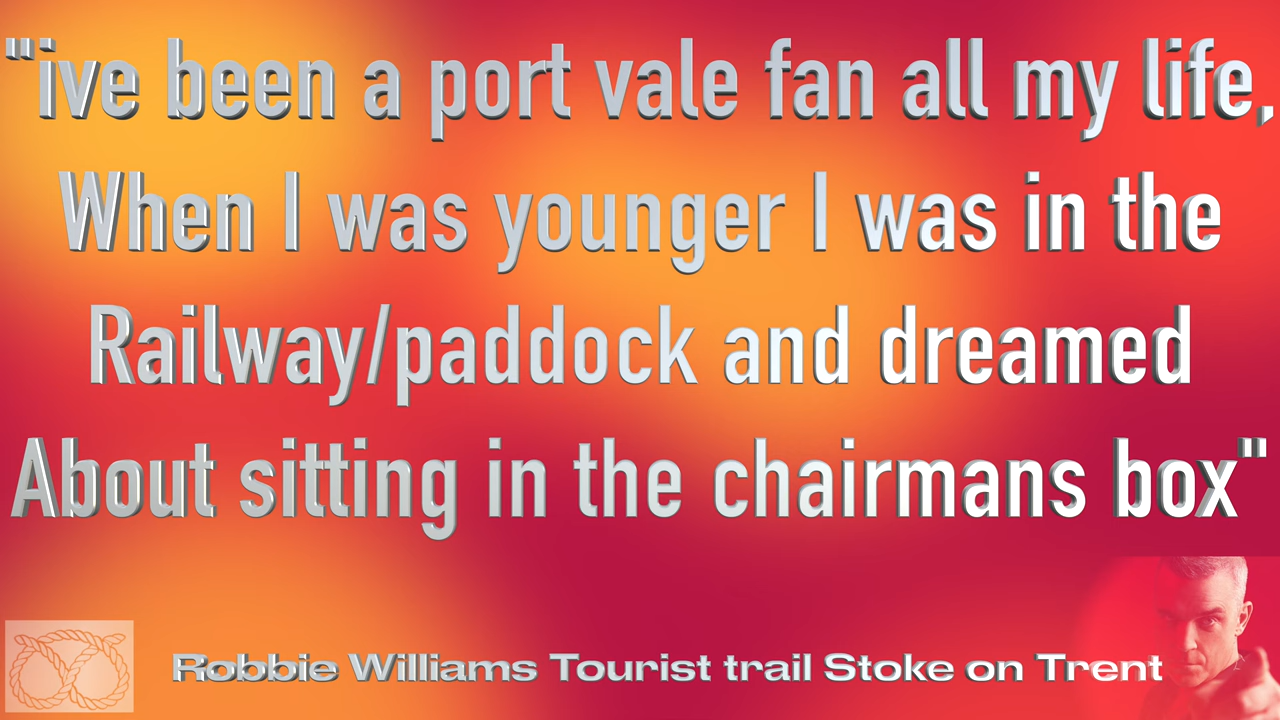 "ive been a port vale fan all my life,
When I was younger I was in the
Railway/paddock and dreamed
About sitting in the chairmans box"
Robbie Williams Tourist trail Stoke on Trent